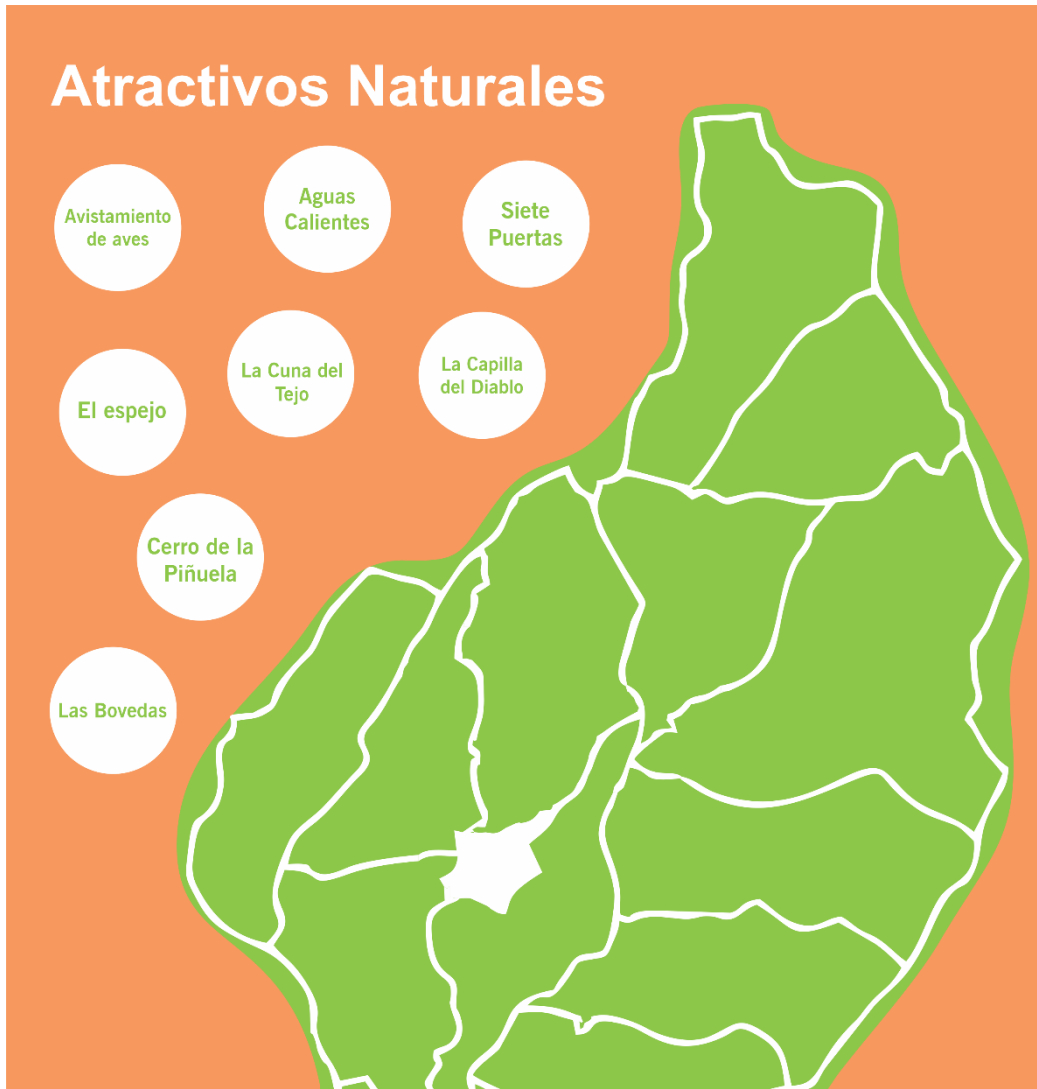 Atractivos Naturales
Avistamiento
de aves
Aguas
Calientes
Siete
Puertas
El espejo
La Cuna del
Tejo
La Capilla
del Diablo
Cerro de la
Piñuela
Las Bovedas